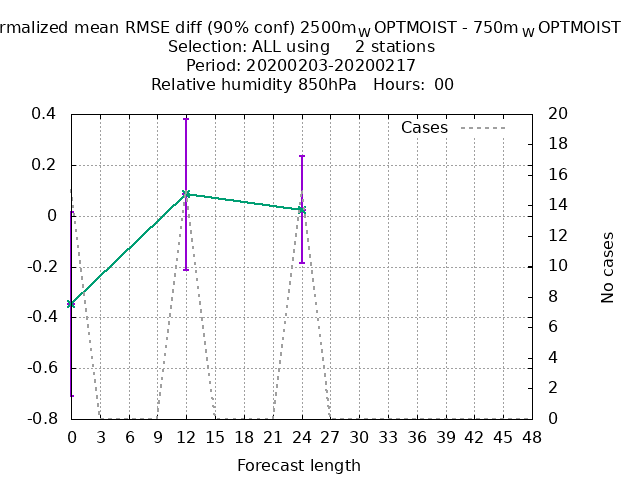 rmalized mean RMSE diff (90% conf) 2500m_W OPTMOIST - 750m_W OPTMOIST
Selection: ALL using 2 stations
Period: 20200203-20200217
Relative humidity 850hPa Hours: 00
Cases
0.4
0.2
0
-0.2
-0.4
-0.6
-0.8
20
18
16
14
12
10
8
6
4
2
0
No cases
0 3 6 9 12 15 18 21 24 27 30 33 36 39 42 45 48
Forecast length